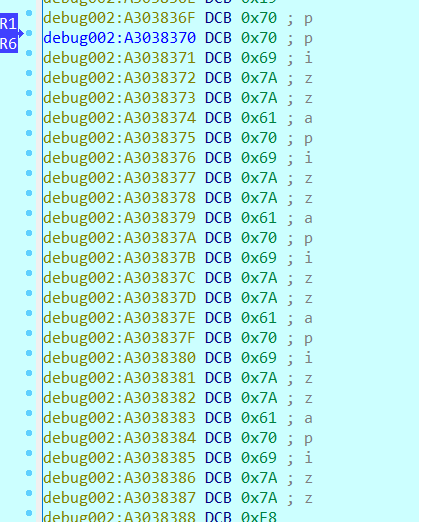 debug002:A303836F DCB 0x70 ; p
R1 debug002:A3038370 DCB 0x70 ; p
R6 debug002:A3038371 DCB 0x69 ; i
debug002:A3038372 DCB 0x7A ; z
debug002:A3038373 DCB 0x7A ; z
debug002:A3038374 DCB 0x61 ; a
debug002:A3038375 DCB 0x70 ; p
debug002:A3038376 DCB 0x69 ; i
debug002:A3038377 DCB 0x7A ; z
debug002:A3038378 DCB 0x7A ; z
debug002:A3038379 DCB 0x61 ; a
debug002:A303837A DCB 0x70 ; p
debug002:A303837B DCB 0x69 ; i
debug002:A303837C DCB 0x7A ; z
debug002:A303837D DCB 0x7A ; z
debug002:A303837E DCB 0x61 ; a
debug002:A303837F DCB 0x70 ; p
debug002:A3038380 DCB 0x69 ; i
debug002:A3038381 DCB 0x7A ; z
debug002:A3038382 DCB 0x7A ; z
debug002:A3038383 DCB 0x61 ; a
debug002:A3038384 DCB 0x70 ; p
debug002:A3038385 DCB 0x69 ; i
debug002:A3038386 DCB 0x7A ; z
debug002:A3038387 DCB 0x7A ; z
debug002:A3038388 DCB